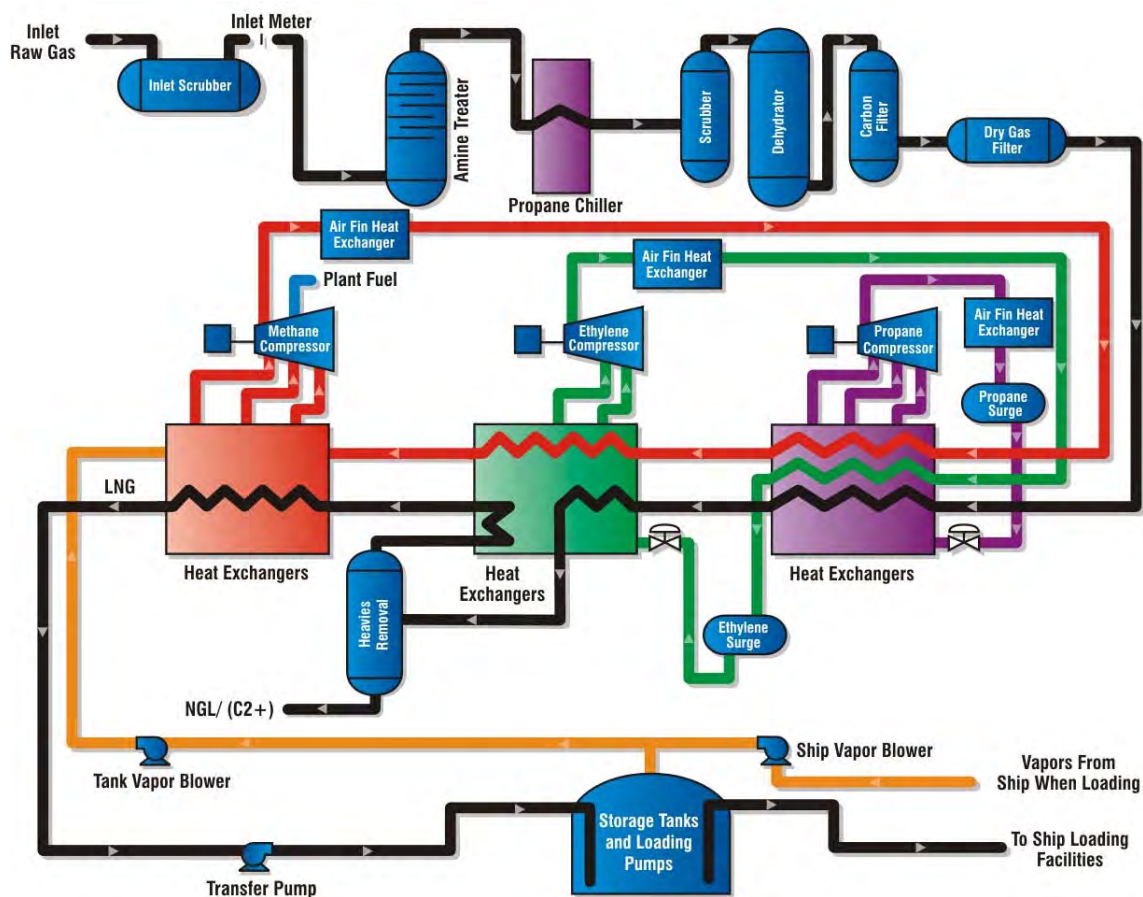 Inlet
Raw Gas
Inlet Meter
Inlet Scrubber
Amine Treater
Propane Chiller
Scrubber
Dehydrator
Carbon
Filter
Dry Gas
Filter
Air Fin Heat
Exchanger
Plant Fuel
Methane
Compressor
Air Fin Heat
Exchanger
Ethylene
Compressor
Propane
Compressor
Air Fin Heat
Exchanger
Propane
Surge
LNG
Heat Exchangers
Heat
Exchangers
Heat Exchangers
Heavies
Removal
Ethylene
Surge
NGL/ (C2+)
Tank Vapor Blower
Ship Vapor Blower
Vapors From
Ship When Loading
Storage Tanks
and Loading
Pumps
Transfer Pump
To Ship Loading
Facilities